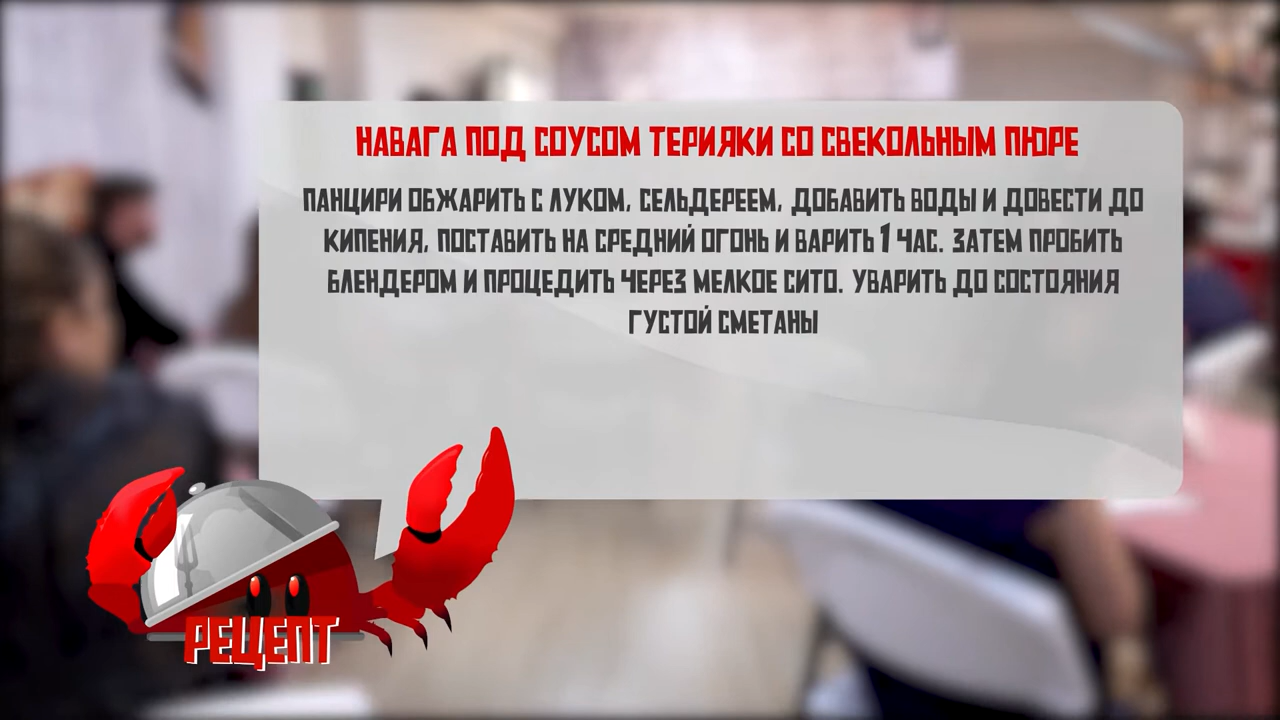 НАВАГА ПОД СОУСОМ ТЕРИЯКИ СО СВЕКОЛЬНЫМ ПЮРЕ
ПАНЦИРИ ОБЖАРИТЬ С ЛУКОМ, СЕЛЬДЕРЕЕМ, ДОБАВИТЬ ВОДЫ И ДОВЕСТИ ДО
КИПЕНИЯ, ПОСТАВИТЬ НА СРЕДНИЙ ОГОНЬ И ВАРИТЬ 1 ЧАС. ЗАТЕМ ПРОБИТЬ
БЛЕНДЕРОМ И ПРОЦЕДИТЬ ЧЕРЕЗ МЕЛКОЕ СИТО. УВАРИТЬ ДО СОСТОЯНИЯ
ГУСТОЙ СМЕТАНЫ
РЕЦЕПТ